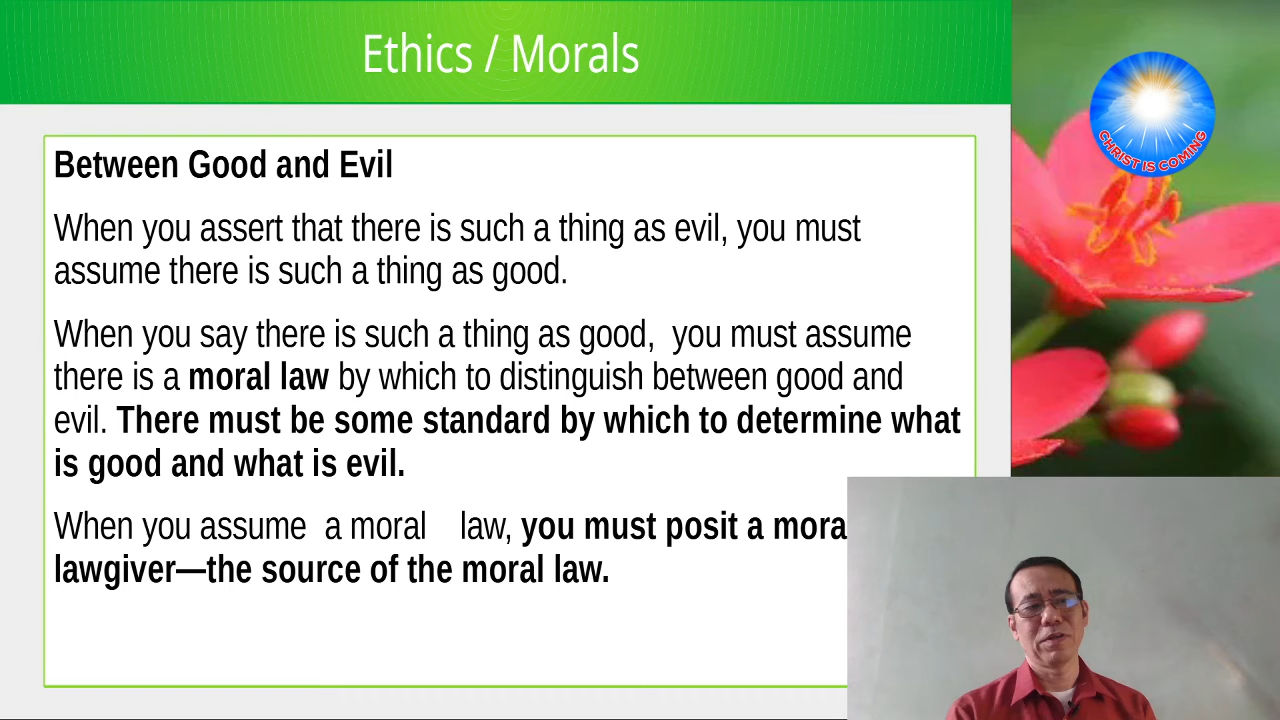 Ethics / Morals
CHRIST IS COMING
Between Good and Evil
When you assert that there is such a thing as evil, you must
assume there is such a thing as good.
When you say there is such a thing as good, you must assume
there is a moral law by which to distinguish between good and
evil. There must be some standard by which to determine what
is good and what is evil.
When you assume a moral law, you must posit a mora
lawgiver—the source of the moral law.